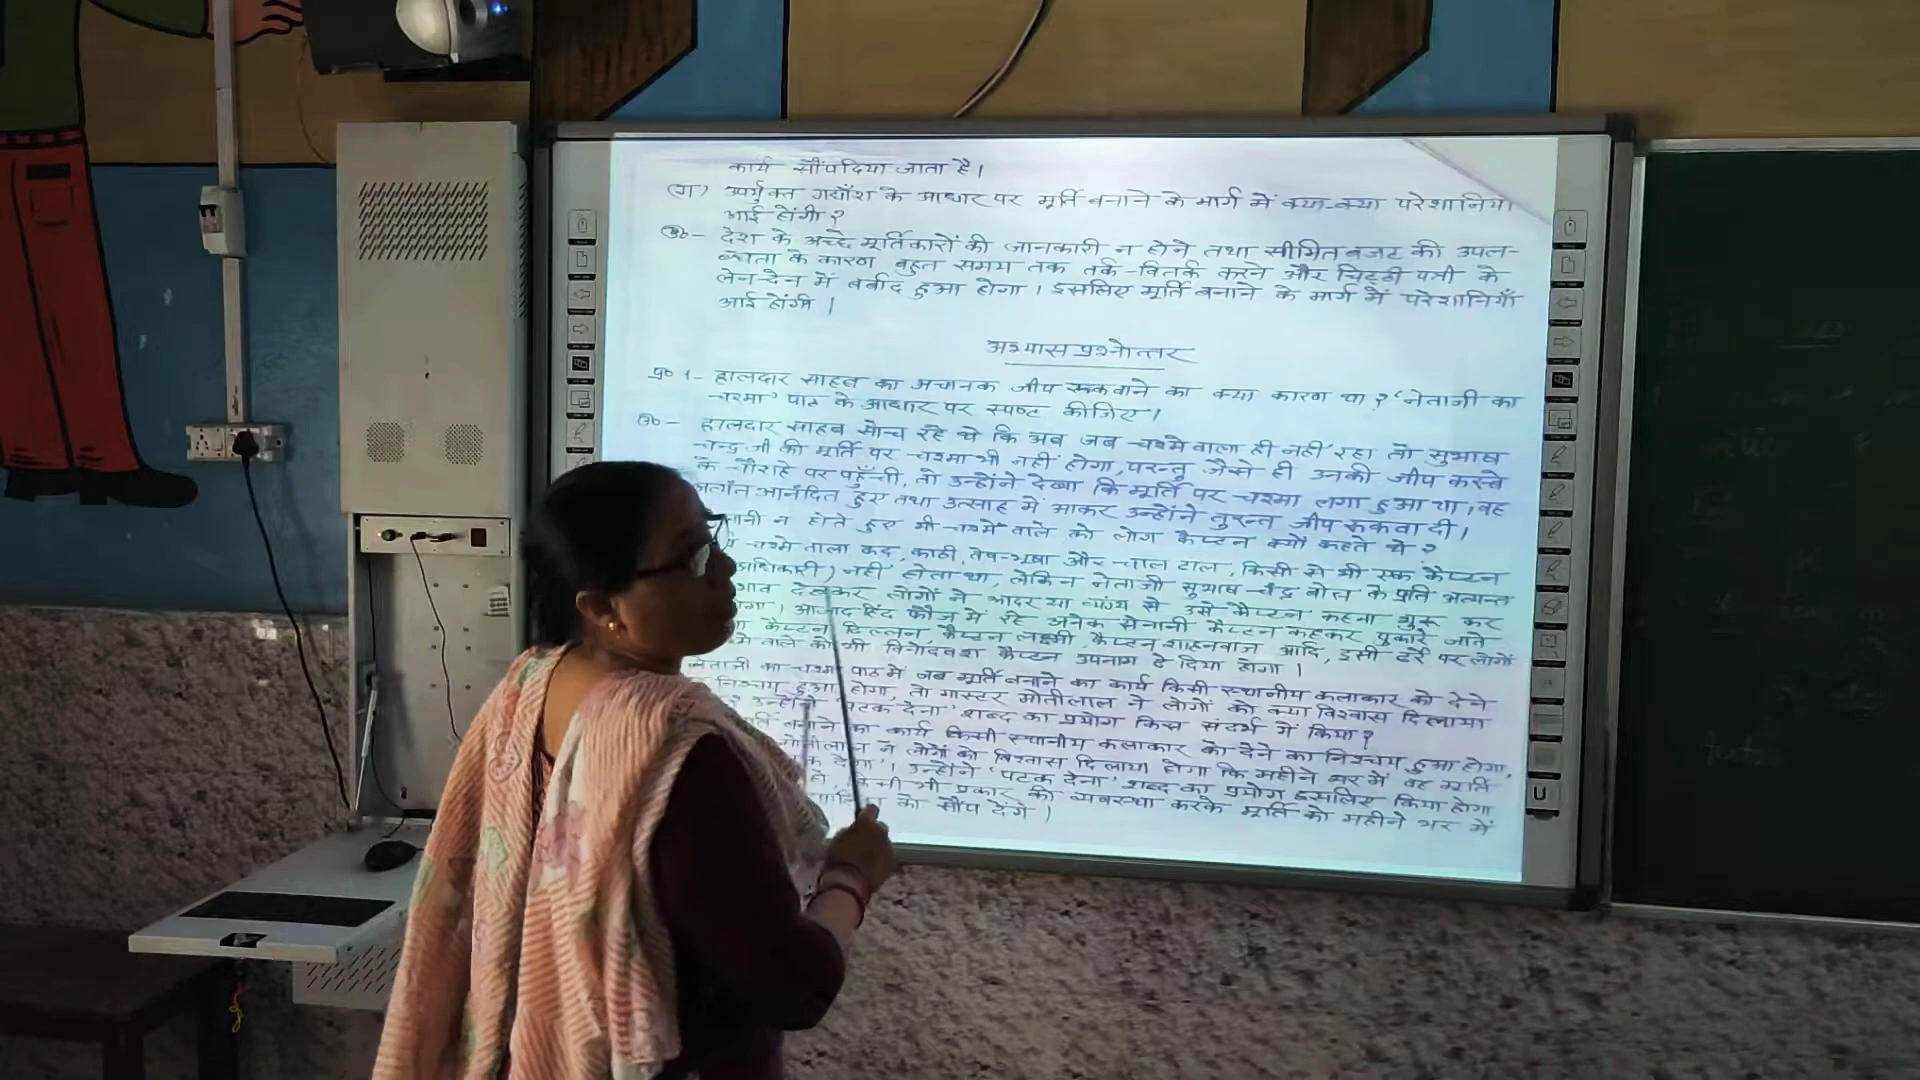 कार्य सौंप दिया जाता है।
(ग) उपर्युक्त गद्याँश के आधार पर मूर्ति बनाने के मार्ग में क्या-क्या परेशानियाँ
आई होंगी ?
उ०- देश के अच्छे मूर्तिकारों की जानकारी न होने तथा सीमित बजट की उपल-
ब्धता के कारण बहुत समय तक तर्क-वितर्क करने और चिट्ठी पत्री के
लेन-देन में बर्बाद हुआ होगा। इसलिए मूर्ति बनाने के मार्ग में परेशानियाँ
आई होंगी।
अभ्यास प्रश्नोत्तर
प्र० 1- हालदार साहब का अचानक जीप रूकवाने का क्या कारण था ? 'नेताजी का
चश्मा' पाठ के आधार पर स्पष्ट कीजिए।
उ०- हालदार साहब सोच रहे थे कि अब जब चश्मे वाला ही नहीं रहा तो सुभाष
चन्द्र जी की मूर्ति पर चश्मा भी नहीं होगा, परन्तु जैसे ही उनकी जीप कस्बे
के चौराहे पर पहुँची, तो उन्होंने देखा कि मूर्ति पर चश्मा लगा हुआ था, वह
आनंदित हुए तथा उत्साह में आकर उन्होंने तुरन्त जीप रूकवा दी।
न होते हुए भी चश्मे वाले को लोग कैप्टन क्यों कहते थे ?
चश्मे वाला कद, काठी, वेष-भूषा और चाल ढाल, किसी से भी एक कैप्टन
नहीं होता था, लेकिन नेताजी सुभाष चंद्र बोस के प्रति अत्यन्त
देखकर लोगों ने आदर या व्यंग्य से उसे कैप्टन कहना शुरू कर
आजाद हिंद फौज में रहे अनेक सेनानी कैप्टन कहकर पुकारे जाते
कैप्टन ढिल्लन, कैप्टन लक्ष्मी, कैप्टन शाहनवाज आदि, इसी ढर्रे पर लोगों
वाले को भी विनोदवश कैप्टन उपनाम दे दिया होगा।
नेताजी का चश्मा पाठ में जब मूर्ति बनाने का कार्य किसी स्थानीय कलाकार को देने
हुआ होगा, तो मास्टर मोतीलाल ने लोगों को क्या विश्वास दिलाया
उन्होंने 'पटक देना' शब्द का प्रयोग किस संदर्भ में किया?
बनाने का कार्य किसी स्थानीय कलाकार को देने का निश्चय हुआ होगा,
ने लोगों को विश्वास दिलाया होगा कि महीने भर में वह मूर्ति
देगा'। उन्होंने 'पटक देना' शब्द का प्रयोग इसलिए किया होगा
भी प्रकार की व्यवस्था करके मूर्ति को महीने भर में
को सौंप देंगे।